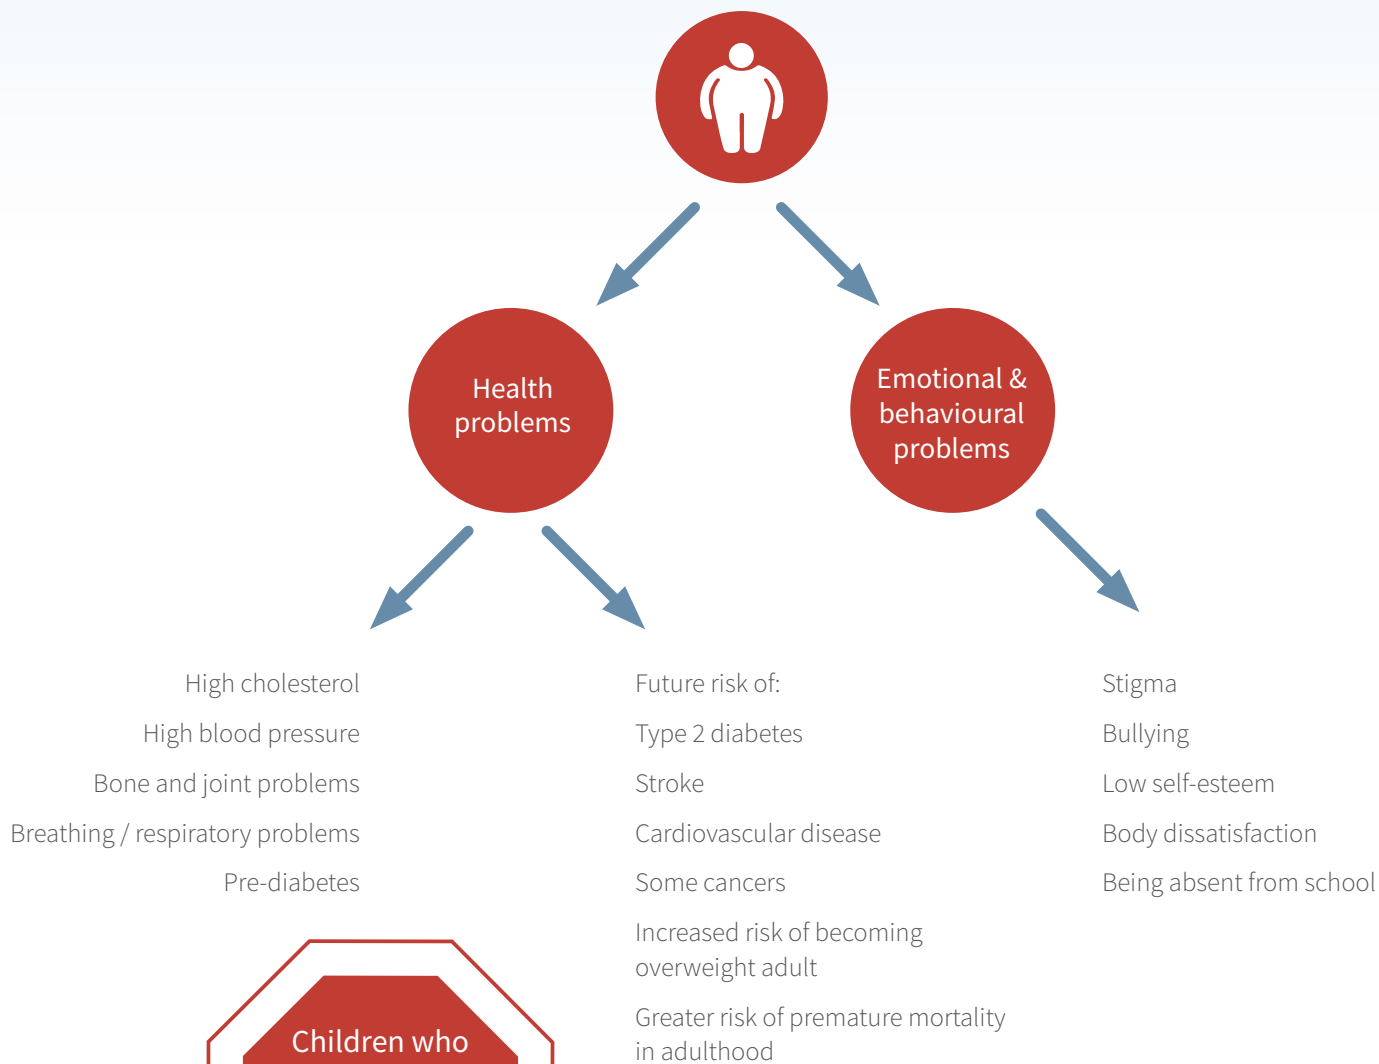 Health
problems
Emotional &
behavioural
problems
High cholesterol
High blood pressure
Bone and joint problems
Breathing / respiratory problems
Pre-diabetes
Future risk of:
Type 2 diabetes
Stroke
Cardiovascular disease
Some cancers
Increased risk of becoming
overweight adult
Greater risk of premature mortality
in adulthood
Stigma
Bullying
Low self-esteem
Body dissatisfaction
Being absent from school
Children who